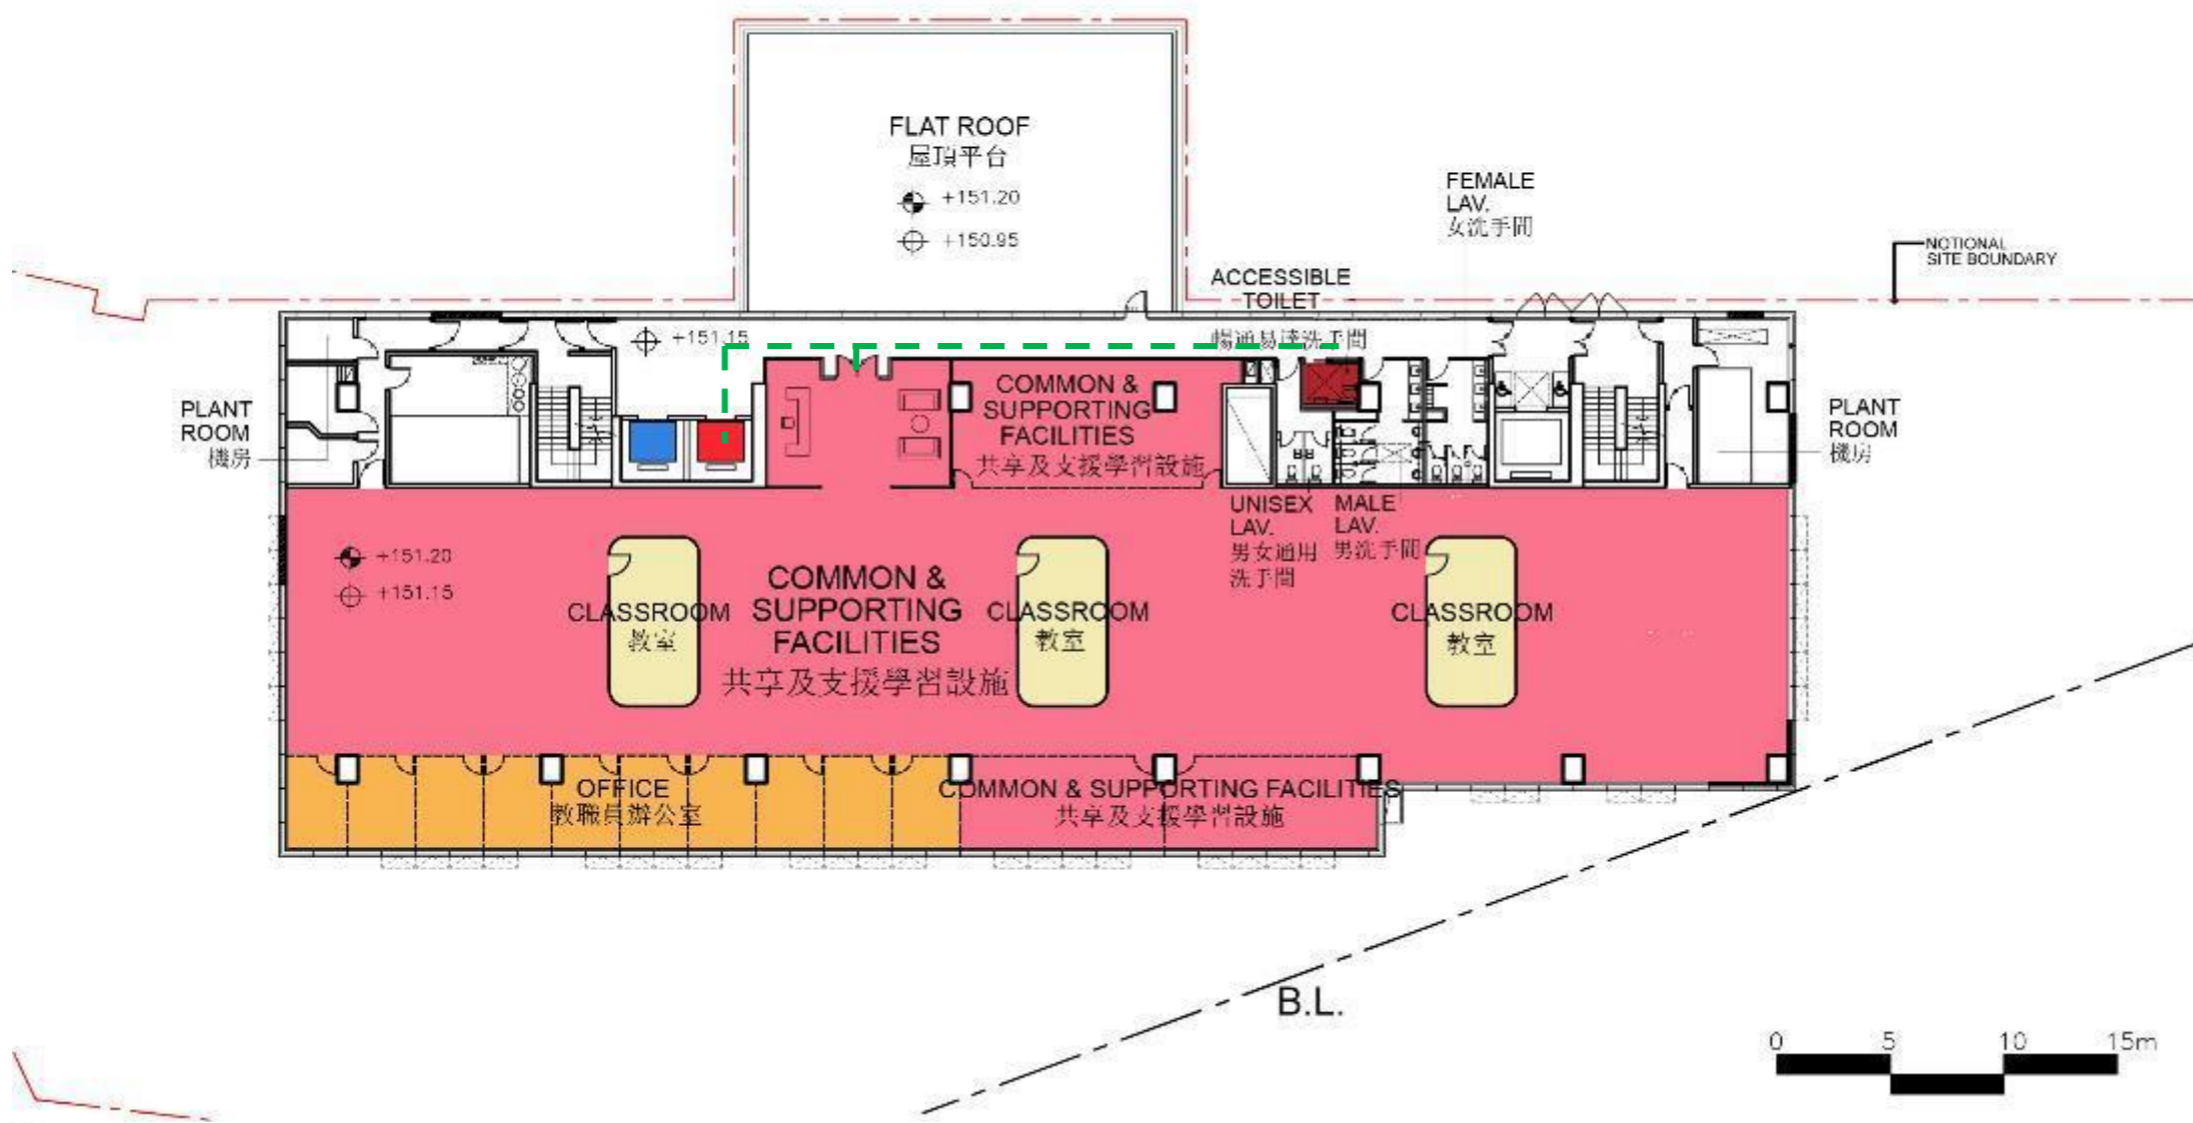 FLAT ROOF
屋頂平台
+151.20
+150.95
FEMALE
LAV.
女洗手間
NOTIONAL
SITE BOUNDARY
ACCESSIBLE
TOILET
暢通易達洗手間
+151.15
PLANT
ROOM
機房
COMMON &
SUPPORTING
FACILITIES
共享及支援學習設施
PLANT
ROOM
機房
UNISEX
LAV.
男女通用
洗手間
MALE
LAV.
男洗手間
+151.20
+151.15
CLASSROOM
教室
COMMON &
SUPPORTING
FACILITIES
共享及支援學習設施
CLASSROOM
教室
CLASSROOM
教室
OFFICE
教職員辦公室
COMMON & SUPPORTING FACILITIES
共享及支援學習設施
B.L.
0 5 10 15m